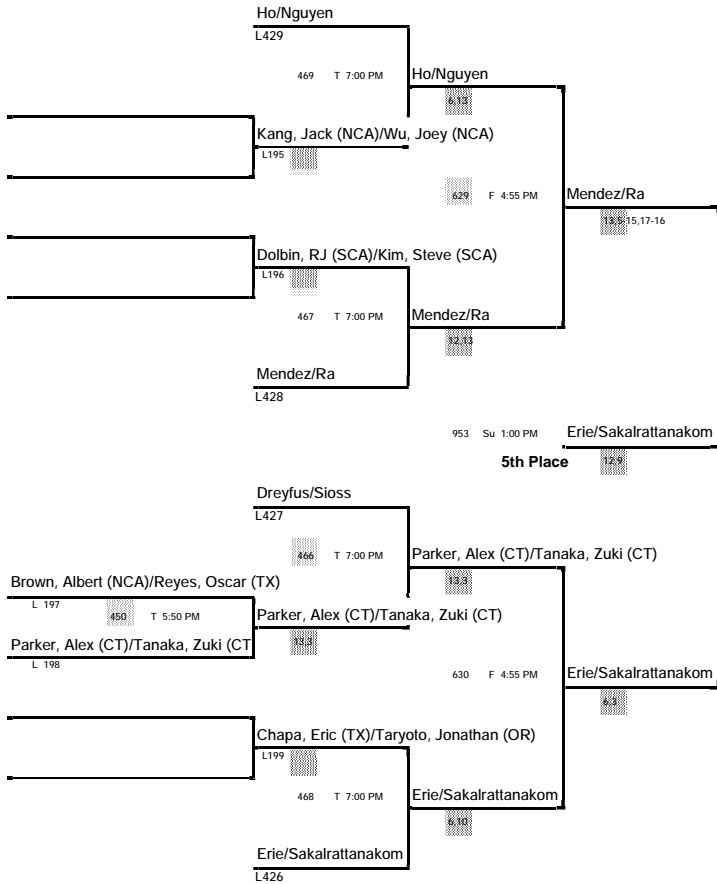 Ho/Nguyen
L429
469 T 7:00 PM
Ho/Nguyen
6,13
Kang, Jack (NCA)/Wu, Joey (NCA)
L195
629 F 4:55 PM
Mendez/Ra
13,5-15,17-16
Dolbin, RJ (SCA)/Kim, Steve (SCA)
L196
467 T 7:00 PM
Mendez/Ra
12,13
Mendez/Ra
L428
953 Su 1:00 PM
Erie/Sakalrattanakom
5th Place
12,9
Dreyfus/Sioss
L427
466 T 7:00 PM
Parker, Alex (CT)/Tanaka, Zuki (CT)
13,3
Brown, Albert (NCA)/Reyes, Oscar (TX)
L 197
450 T 5:50 PM
Parker, Alex (CT)/Tanaka, Zuki (CT)
13,3
Parker, Alex (CT)/Tanaka, Zuki (CT
L 198
630 F 4:55 PM
Erie/Sakalrattanakom
6,3
Chapa, Eric (TX)/Taryoto, Jonathan (OR)
L199
468 T 7:00 PM
Erie/Sakalrattanakom
6,10
Erie/Sakalrattanakom
L426